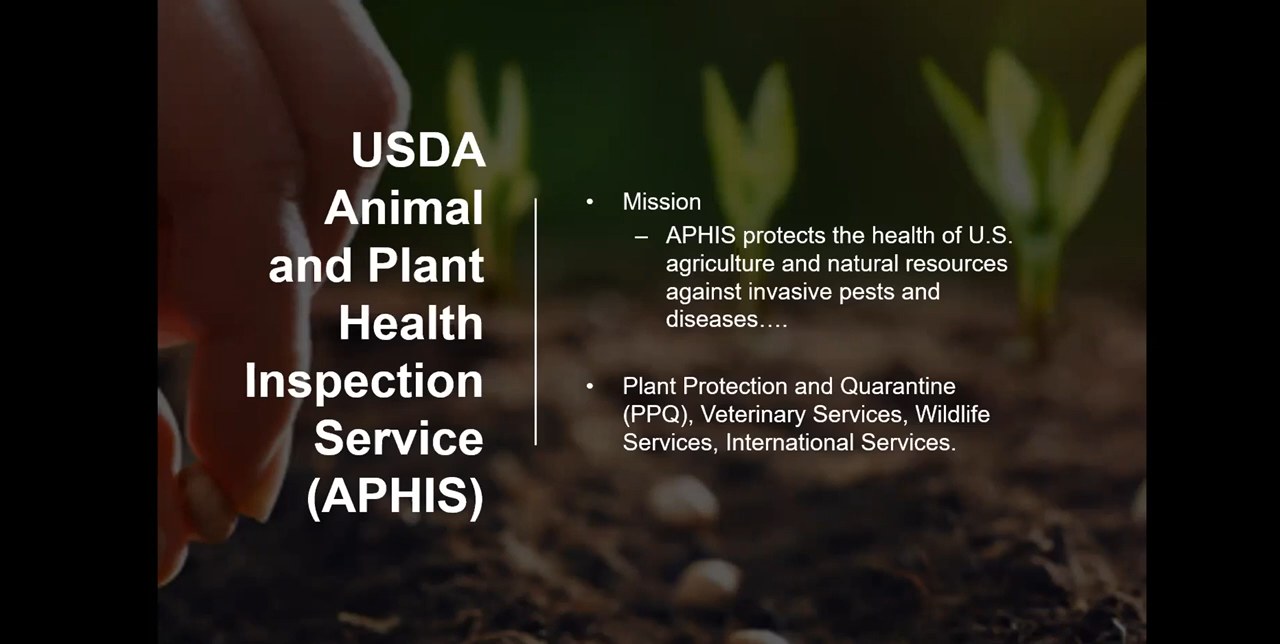 USDA
Animal
and Plant
Health
Inspection
Service
(APHIS)
• Mission
– APHIS protects the health of U.S.
agriculture and natural resources
against invasive pests and
diseases….
• Plant Protection and Quarantine
(PPQ), Veterinary Services, Wildlife
Services, International Services.